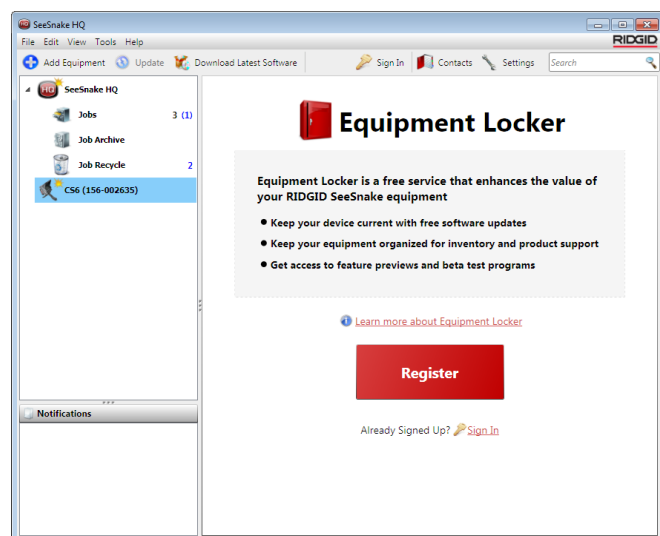 HQ SeeSnake HQ
File Edit View Tools Help
RIDGID
Add Equipment Update Download Latest Software Sign In Contacts Settings Search
HQ SeeSnake HQ
Jobs 3 (1)
Job Archive
Job Recycle 2
CS6 (156-002635)
Notifications
Equipment Locker
Equipment Locker is a free service that enhances the value of
your RIDGID SeeSnake equipment
• Keep your device current with free software updates
• Keep your equipment organized for inventory and product support
• Get access to feature previews and beta test programs
Learn more about Equipment Locker
Register
Already Signed Up? Sign In